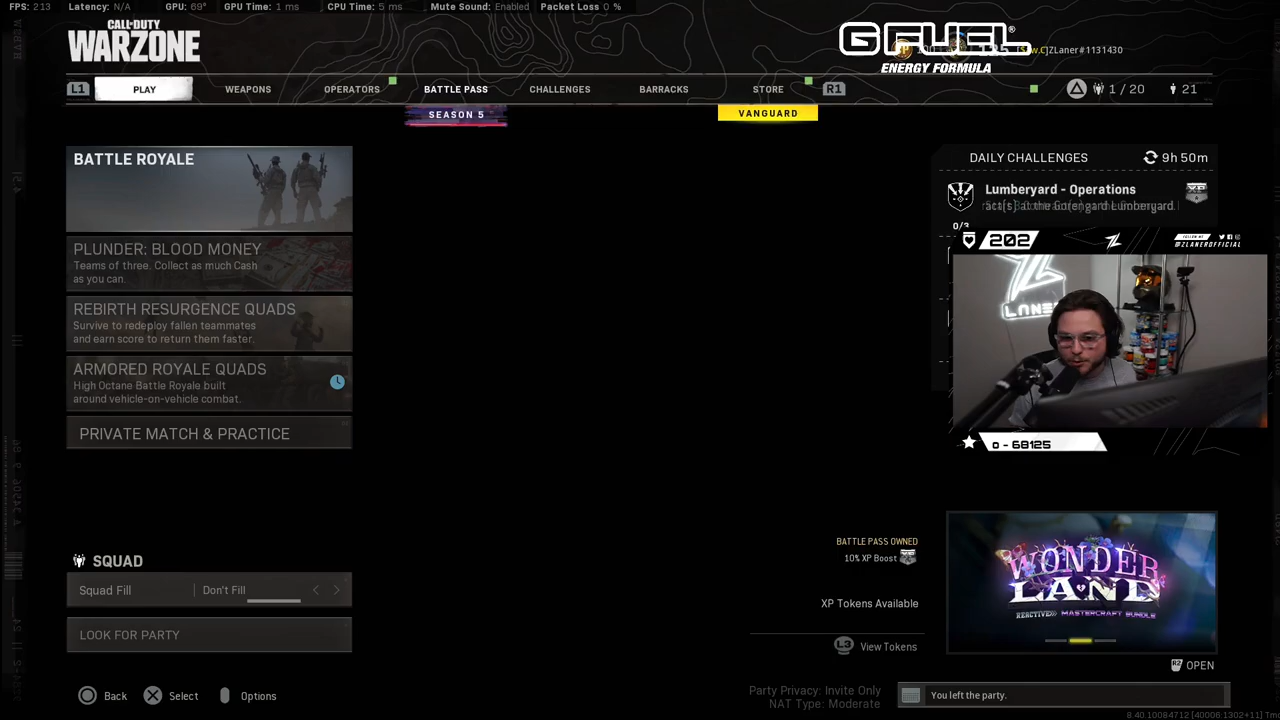 FPS: 213 Latency: N/A GPU: 69° GPU Time: 1 ms CPU Time: 5 ms Mute Sound: Enabled Packet Loss 0 %
CALL OF DUTY
WARZONE
G FUEL®
ENERGY FORMULA
ZLaner#1131430
L1 PLAY WEAPONS OPERATORS BATTLE PASS CHALLENGES BARRACKS STORE R1
1 / 20 21
SEASON 5
VANGUARD
BATTLE ROYALE
PLUNDER: BLOOD MONEY
Teams of three. Collect as much Cash
as you can.
REBIRTH RESURGENCE QUADS
Survive to redeploy fallen teammates
and earn score to return them faster.
ARMORED ROYALE QUADS
High Octane Battle Royale built
around vehicle-on-vehicle combat.
PRIVATE MATCH & PRACTICE
DAILY CHALLENGES 9h 50m
Lumberyard - Operations
XP
0/3
202
FOLLOW ME
@ZLANEROFFICIAL
LANER
0 - 68125
SQUAD
Squad Fill Don't Fill
LOOK FOR PARTY
BATTLE PASS OWNED
10% XP Boost
XP Tokens Available
L3 View Tokens
WONDER
LAND
REACTIVE MASTERCRAFT BUNDLE
R2 OPEN
Back Select Options
Party Privacy: Invite Only
NAT Type: Moderate
You left the party.